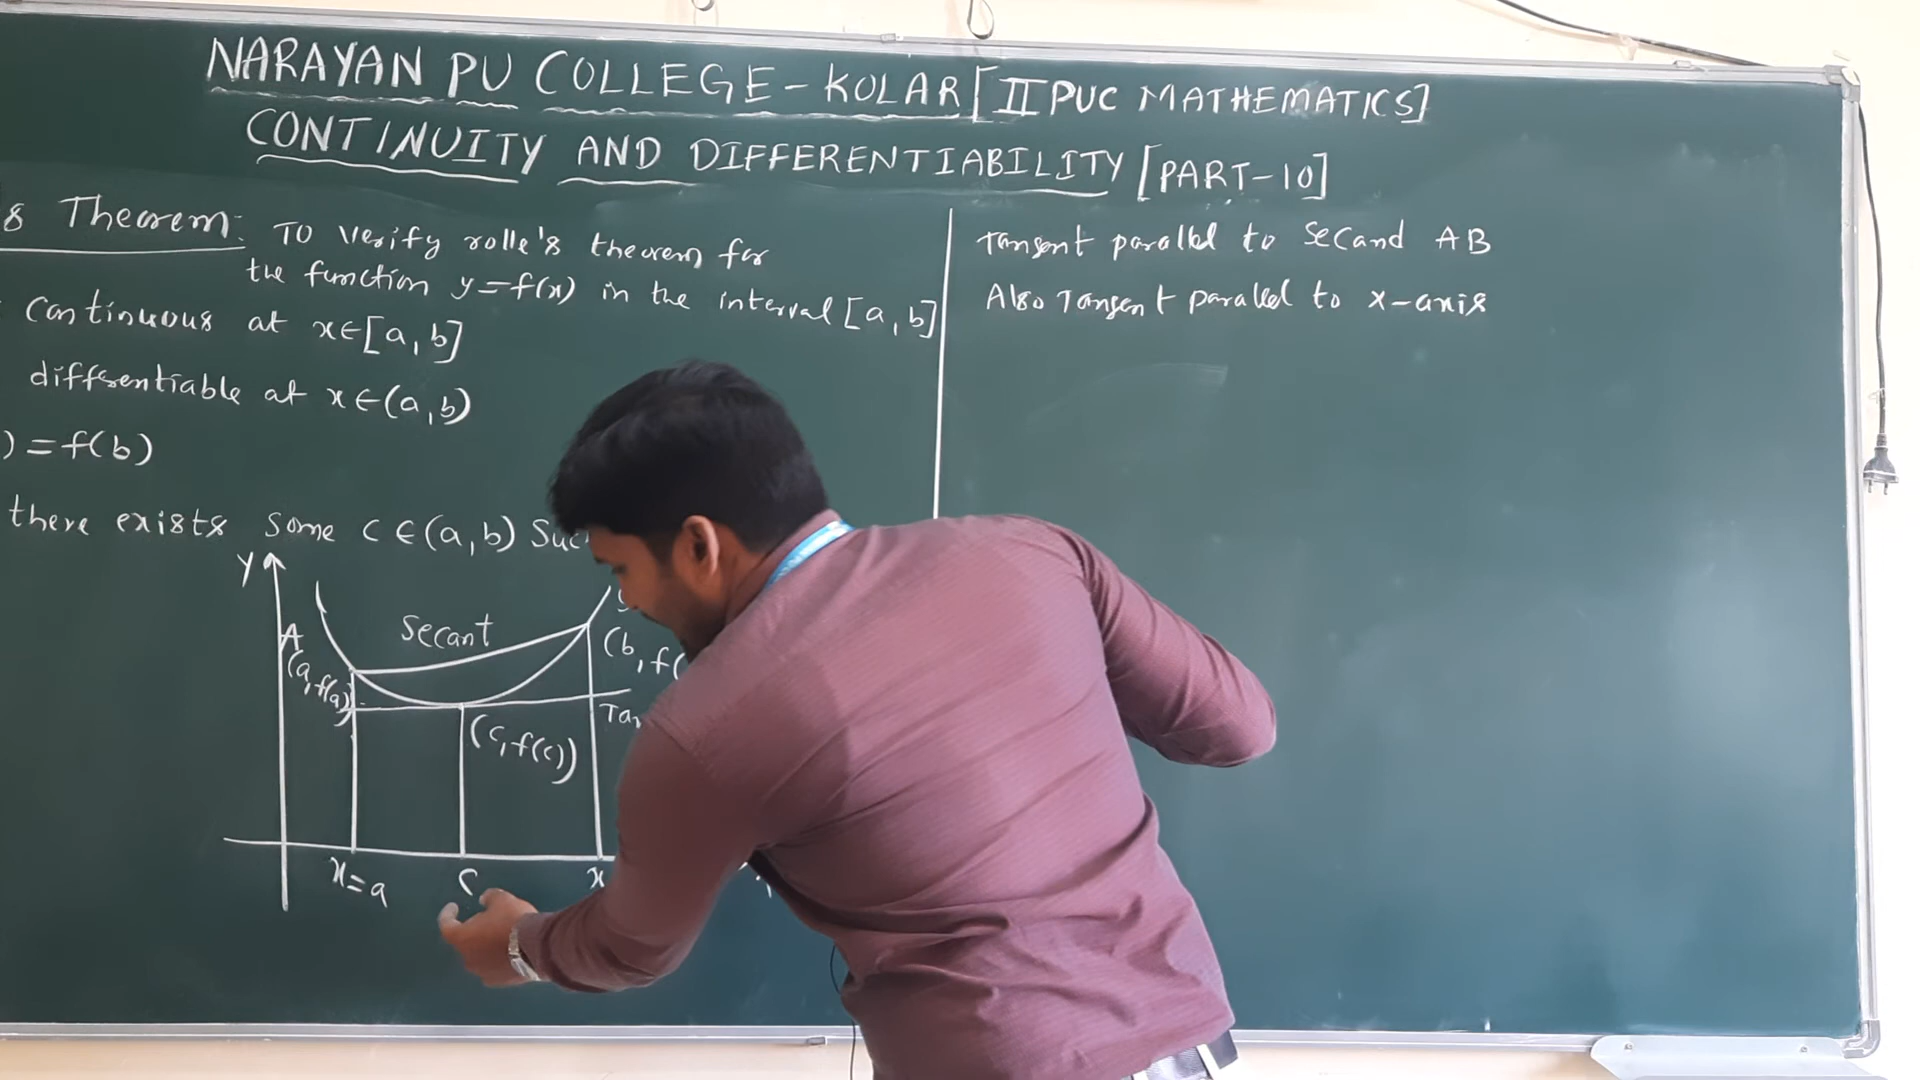 NARAYAN PU COLLEGE - KOLAR [II PUC MATHEMATICS]
CONTINUITY AND DIFFERENTIABILITY [PART-10]
Theorem: To verify rolle's theorem for
the function y=f(x) in the interval [a,b]
continuous at x∈[a,b]
differentiable at x∈(a,b)
) = f(b)
there exists some c∈(a,b) Suc
Y
Secant
A
(a, f(a))
(b, f(
Tan
(c, f(c))
x=a
c
x
Tangent parallel to Secand AB
Also Tangent parallel to x-axis